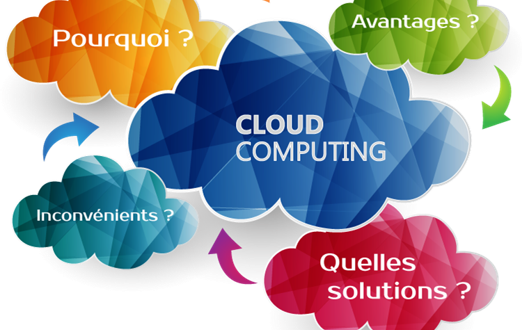 Pourquoi ?
Avantages ?
CLOUD
COMPUTING
Inconvénients ?
Quelles
solutions ?